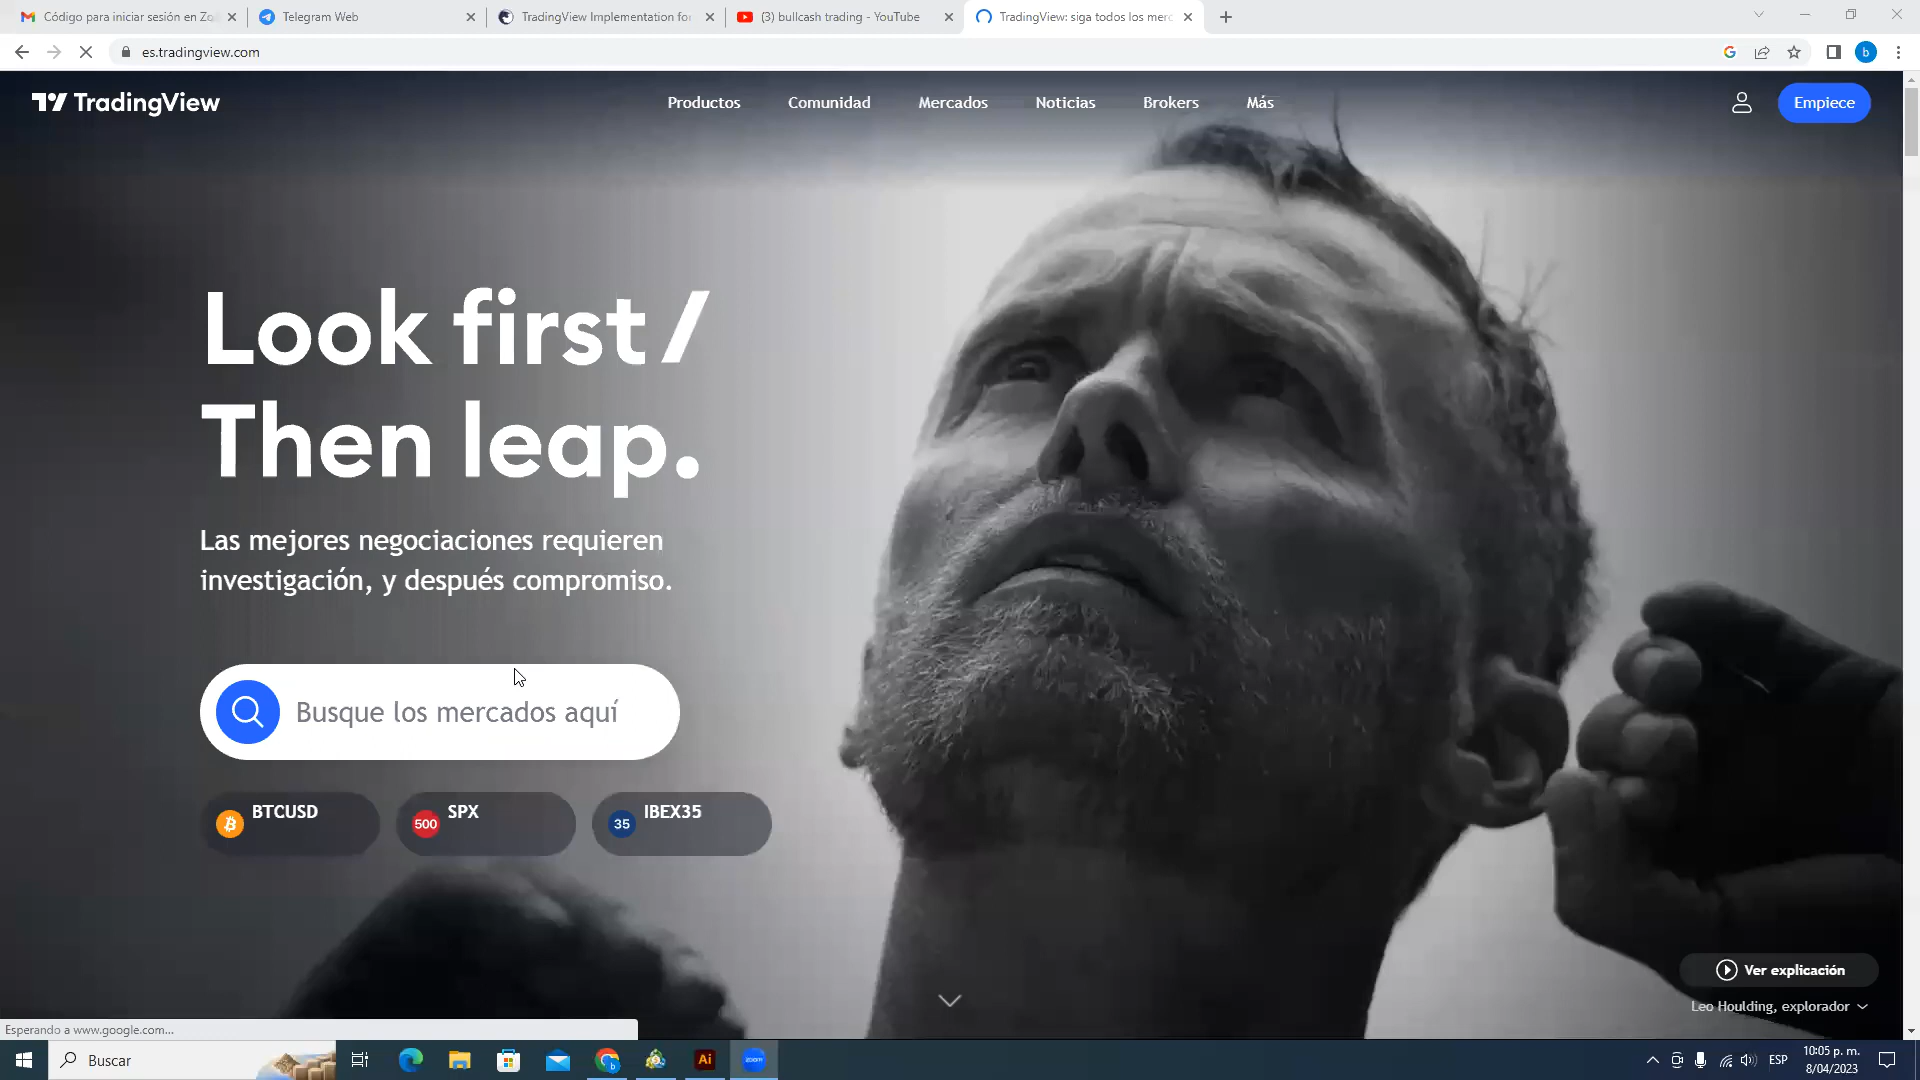 Código para iniciar sesión en Zo
Telegram Web
TradingView Implementation fo
(3) bullcash trading - YouTube
TradingView: siga todos los merc
es.tradingview.com
b
TradingView
Productos
Comunidad
Mercados
Noticias
Brokers
Más
Empiece
Look first/
Then leap.
Las mejores negociaciones requieren
investigación, y después compromiso.
Busque los mercados aquí
BTCUSD
500
SPX
35
IBEX35
Ver explicación
Leo Houlding, explorador
Esperando a www.google.com...
Buscar
b
Ai
zoom
ESP
10:05 p. m.
8/04/2023